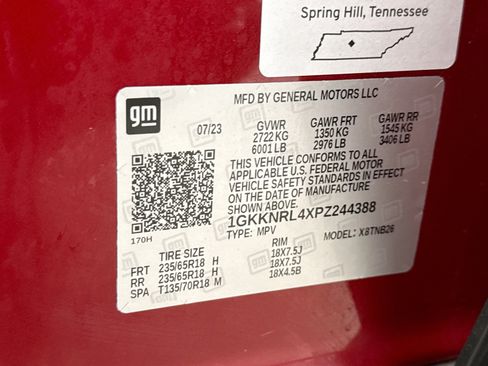 Spring Hill, Tennessee
gm
MFD BY GENERAL MOTORS LLC
07/23 GVWR GAWR FRT GAWR RR
2722 KG 1350 KG 1545 KG
6001 LB 2976 LB 3406 LB
THIS VEHICLE CONFORMS TO ALL
APPLICABLE U.S. FEDERAL MOTOR
VEHICLE SAFETY STANDARDS IN EFFECT
ON THE DATE OF MANUFACTURE
SHOWN ABOVE.
1GKKNRL4XPZ244388
170H
TYPE: MPV MODEL: X8TNB26
TIRE SIZE RIM
FRT 235/65R18 H 18X7.5J
RR 235/65R18 H 18X7.5J
SPA T135/70R18 M 18X4.5B